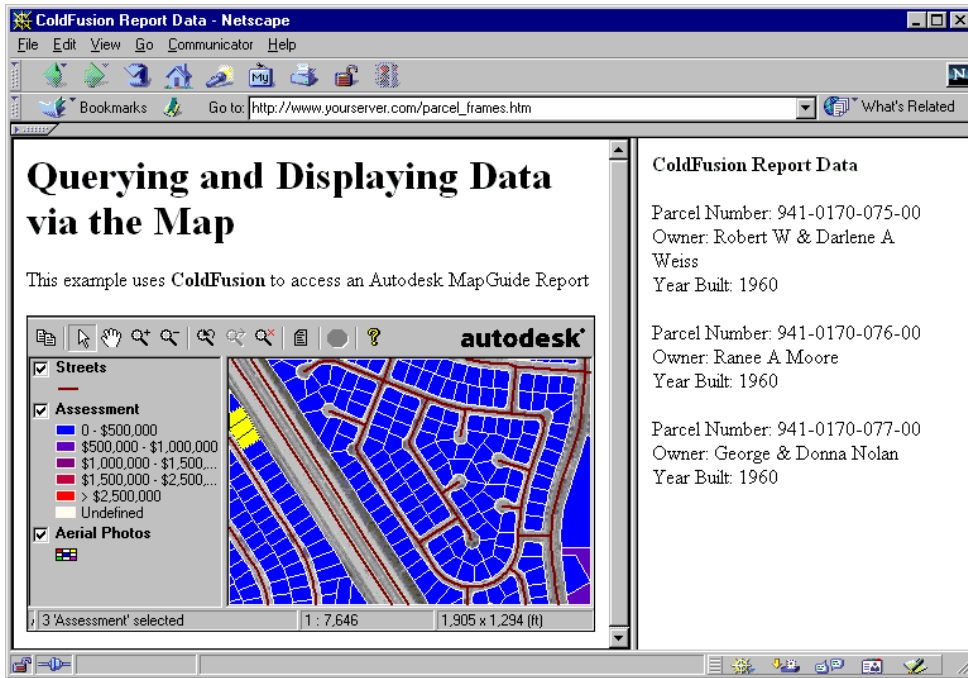 ColdFusion Report Data - Netscape
File Edit View Go Communicator Help
My
N
Bookmarks Go to: http://www.yourserver.com/parcel_frames.htm What's Related
Querying and Displaying Data
via the Map
This example uses ColdFusion to access an Autodesk MapGuide Report
autodesk
Streets
Assessment
0 - $500,000
$500,000 - $1,000,000
$1,000,000 - $1,500,...
$1,500,000 - $2,500,...
> $2,500,000
Undefined
Aerial Photos
3 'Assessment' selected 1 : 7,646 1,905 x 1,294 (ft)
ColdFusion Report Data
Parcel Number: 941-0170-075-00
Owner: Robert W & Darlene A
Weiss
Year Built: 1960
Parcel Number: 941-0170-076-00
Owner: Ranee A Moore
Year Built: 1960
Parcel Number: 941-0170-077-00
Owner: George & Donna Nolan
Year Built: 1960